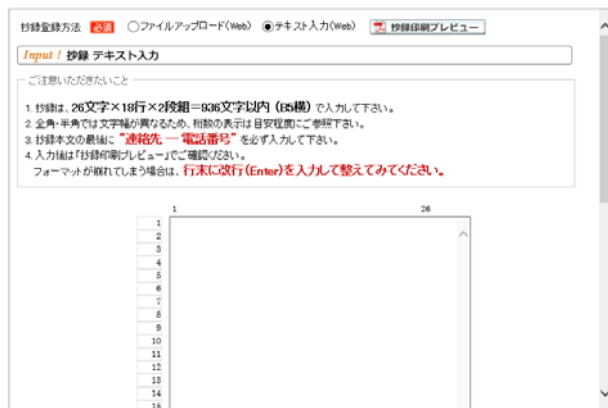 抄録登録方法 必須 ○ファイルアップロード(Web) ●テキスト入力(Web) 抄録印刷プレビュー
Input ! 抄録 テキスト入力
ご注意いただきたいこと
1. 抄録は、26文字×18行×2段組=936文字以内 (B5横) で入力して下さい。
2. 全角・半角では文字幅が異なるため、桁数の表示は目安程度にご参照下さい。
3. 抄録本文の最後に "連絡先 ― 電話番号" を必ず入力して下さい。
4. 入力後は「抄録印刷プレビュー」でご確認ください。
フォーマットが崩れてしまう場合は、行末に改行(Enter)を入力して整えてみてください。
1 26
1
2
3
4
5
6
7
8
9
10
11
12
13
14
15